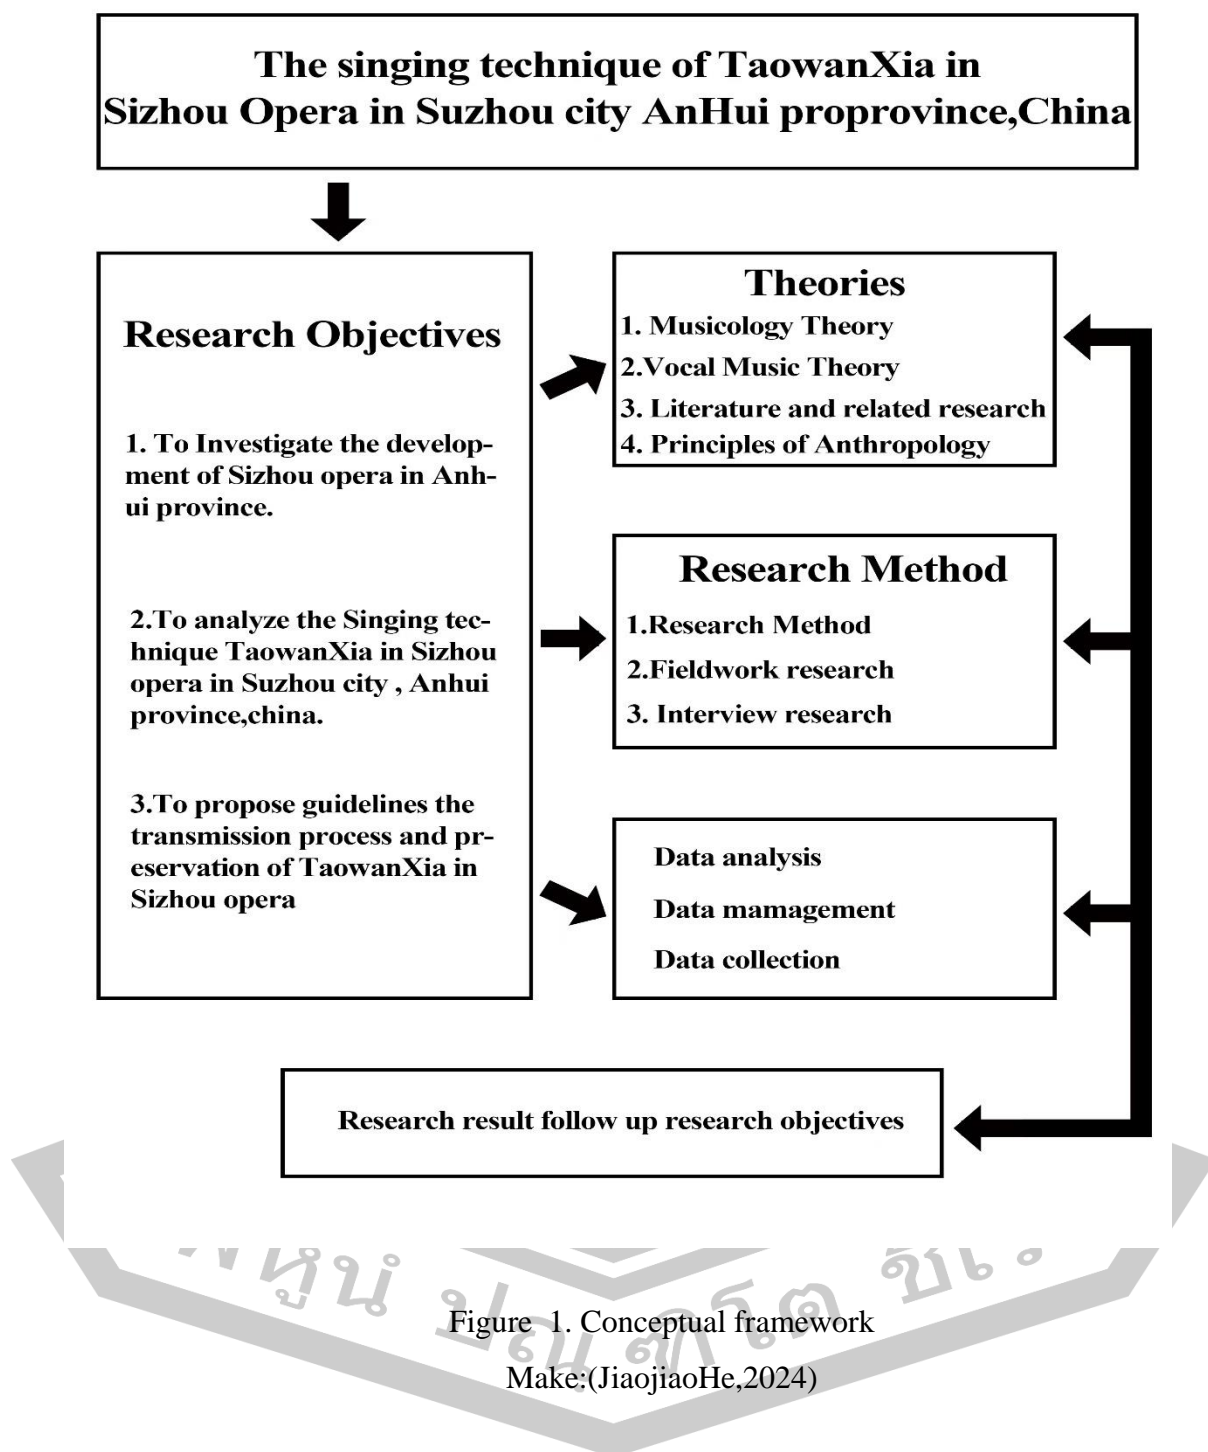 The singing technique of TaowanXia in
Sizhou Opera in Suzhou city AnHui proprovince,China
Research Objectives
1. To Investigate the develop-
ment of Sizhou opera in Anh-
ui province.
2.To analyze the Singing tec-
hnique TaowanXia in Sizhou
opera in Suzhou city , Anhui
province,china.
3.To propose guidelines the
transmission process and pr-
eservation of TaowanXia in
Sizhou opera
Theories
1. Musicology Theory
2.Vocal Music Theory
3. Literature and related research
4. Principles of Anthropology
Research Method
1.Research Method
2.Fieldwork research
3. Interview research
Data analysis
Data mamagement
Data collection
Research result follow up research objectives
Figure 1. Conceptual framework
Make:(JiaojiaoHe,2024)